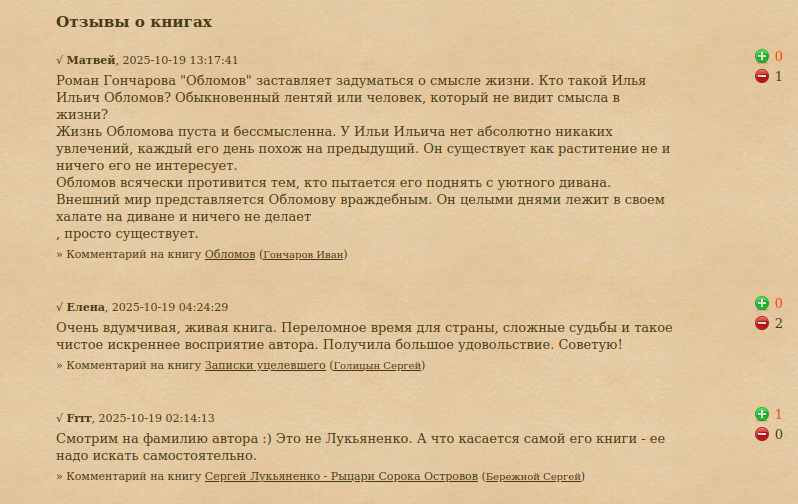 Отзывы о книгах
√ Матвей, 2025-10-19 13:17:41
0
1
Роман Гончарова "Обломов" заставляет задуматься о смысле жизни. Кто такой Илья
Ильич Обломов? Обыкновенный лентяй или человек, который не видит смысла в
жизни?
Жизнь Обломова пуста и бессмысленна. У Ильи Ильича нет абсолютно никаких
увлечений, каждый его день похож на предыдущий. Он существует как раститение не и
ничего его не интересует.
Обломов всячески противится тем, кто пытается его поднять с уютного дивана.
Внешний мир представляется Обломову враждебным. Он целыми днями лежит в своем
халате на диване и ничего не делает
, просто существует.
» Комментарий на книгу Обломов (Гончаров Иван)
√ Елена, 2025-10-19 04:24:29
0
2
Очень вдумчивая, живая книга. Переломное время для страны, сложные судьбы и такое
чистое искреннее восприятие автора. Получила большое удовольствие. Советую!
» Комментарий на книгу Записки уцелевшего (Голицын Сергей)
√ Frrr, 2025-10-19 02:14:13
1
0
Смотрим на фамилию автора :) Это не Лукьяненко. А что касается самой его книги - ее
надо искать самостоятельно.
» Комментарий на книгу Сергей Лукьяненко - Рыцари Сорока Островов (Бережной Сергей)